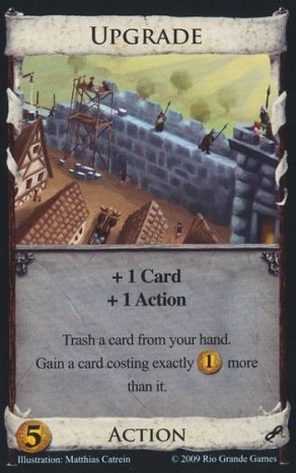 UPGRADE
+ 1 Card
+ 1 Action
Trash a card from your hand.
Gain a card costing exactly 1 more
than it.
5 ACTION
Illustration: Matthias Catrein © 2009 Rio Grande Games